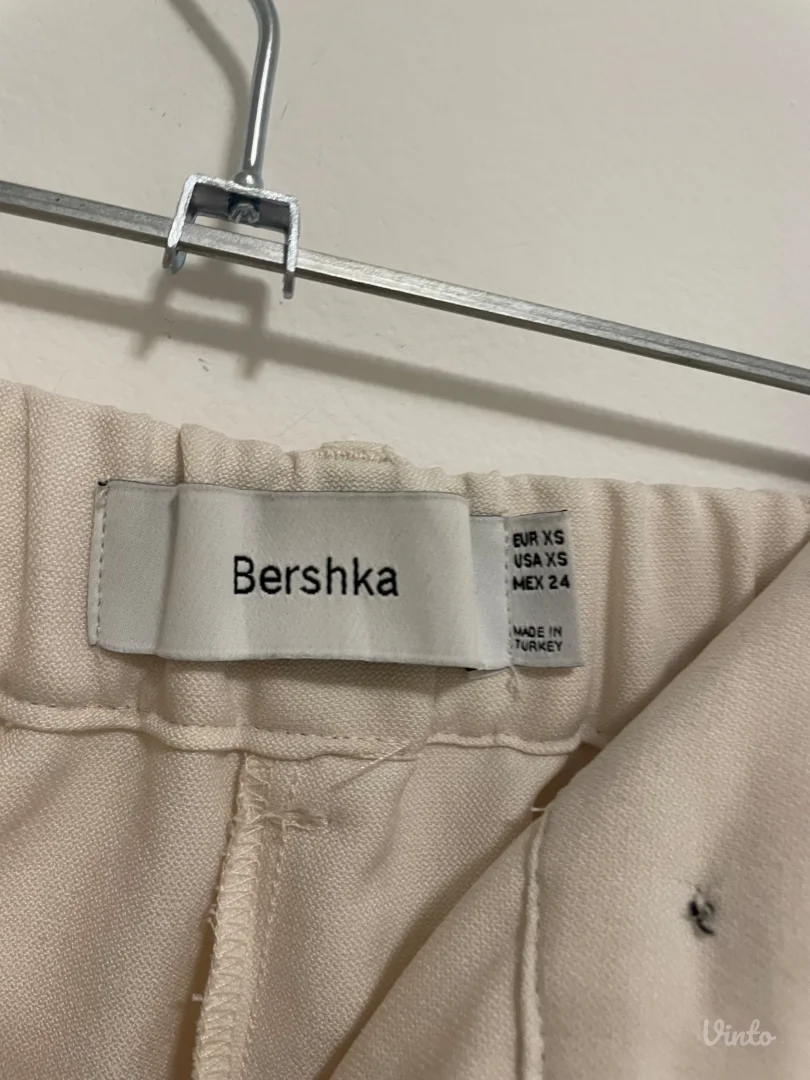 Bershka
EUR XS
USA XS
MEX 24
MADE IN
TURKEY
Vinto